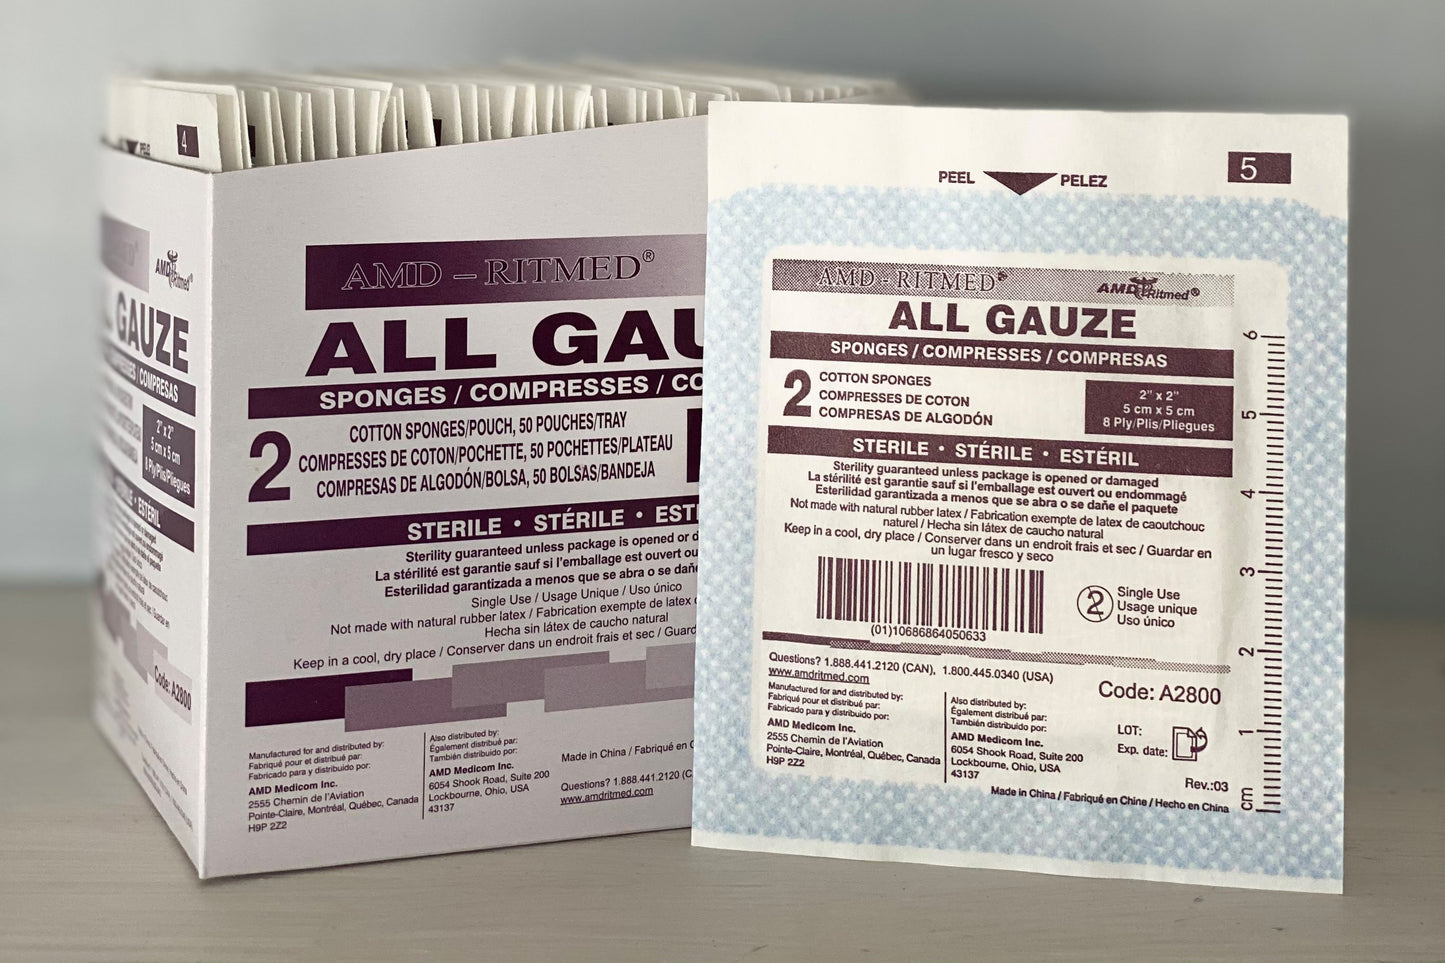 4
AMD
Ritmed®
GAUZE
COMPRESAS
2" x 2"
5 cm x 5 cm
8 Ply/Plis/Pliegues
ESTÉRIL
Code: A2800
AMD – RITMED®
ALL GAU
SPONGES / COMPRESSES / CO
2
COTTON SPONGES/POUCH, 50 POUCHES/TRAY
COMPRESSES DE COTON/POCHETTE, 50 POCHETTES/PLATEAU
COMPRESAS DE ALGODÓN/BOLSA, 50 BOLSAS/BANDEJA
STERILE • STÉRILE • EST
Sterility guaranteed unless package is opened or d
La stérilité est garantie sauf si l'emballage est ouvert ou
Esterilidad garantizada a menos que se abra o se dañe
Single Use / Usage Unique / Uso único
Not made with natural rubber latex / Fabrication exempte de latex
Hecha sin látex de caucho natural
Keep in a cool, dry place / Conserver dans un endroit frais et sec / Guard
Manufactured for and distributed by:
Fabriqué pour et distribué par:
Fabricado para y distribuido por:
AMD Medicom Inc.
2555 Chemin de l'Aviation
Pointe-Claire, Montréal, Québec, Canada
H9P 2Z2
Also distributed by:
Également distribué par:
También distribuido por:
AMD Medicom Inc.
6054 Shook Road, Suite 200
Lockbourne, Ohio, USA
43137
Made in China / Fabriqué en C
Questions? 1.888.441.2120 (C
www.amdritmed.com
PEEL PELEZ
5
AMD - RITMED®
AMD Ritmed®
ALL GAUZE
SPONGES / COMPRESSES / COMPRESAS
2
COTTON SPONGES
COMPRESSES DE COTON
COMPRESAS DE ALGODÓN
2" x 2"
5 cm x 5 cm
8 Ply/Plis/Pliegues
STERILE • STÉRILE • ESTÉRIL
Sterility guaranteed unless package is opened or damaged
La stérilité est garantie sauf si l'emballage est ouvert ou endommagé
Esterilidad garantizada a menos que se abra o se dañe el paquete
Not made with natural rubber latex / Fabrication exempte de latex de caoutchouc
naturel / Hecha sin látex de caucho natural
Keep in a cool, dry place / Conserver dans un endroit frais et sec / Guardar en
un lugar fresco y seco
(01)10686864050633
2
Single Use
Usage unique
Uso único
Questions? 1.888.441.2120 (CAN), 1.800.445.0340 (USA)
www.amdritmed.com
Manufactured for and distributed by:
Fabriqué pour et distribué par:
Fabricado para y distribuido por:
AMD Medicom Inc.
2555 Chemin de l'Aviation
Pointe-Claire, Montréal, Québec, Canada
H9P 2Z2
Also distributed by:
Également distribué par:
También distribuido por:
AMD Medicom Inc.
6054 Shook Road, Suite 200
Lockbourne, Ohio, USA
43137
Code: A2800
LOT:
Exp. date:
Rev.:03
Made in China / Fabriqué en Chine / Hecho en China
6
5
4
3
2
1
cm